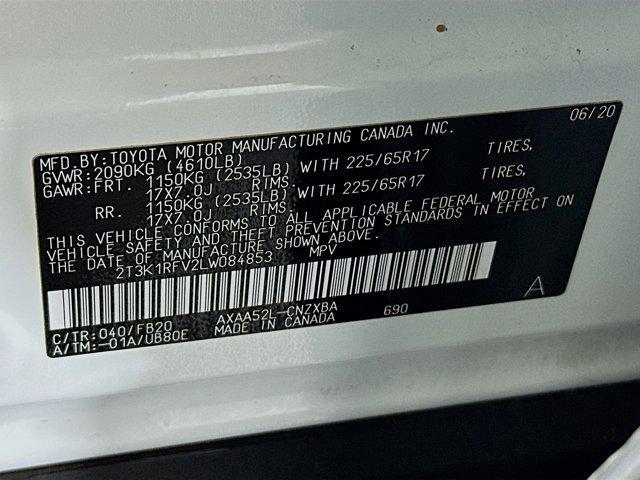 06/20
MFD.BY:TOYOTA MOTOR MANUFACTURING CANADA INC.
GVWR:2090KG (4610LB)
GAWR:FRT. 1150KG (2535LB) WITH 225/65R17 TIRES,
17X7.0J RIMS.
RR. 1150KG (2535LB) WITH 225/65R17 TIRES,
17X7.0J RIMS.
THIS VEHICLE CONFORMS TO ALL APPLICABLE FEDERAL MOTOR
VEHICLE SAFETY AND THEFT PREVENTION STANDARDS IN EFFECT ON
THE DATE OF MANUFACTURE SHOWN ABOVE.
2T3K1RFV2LW084853 MPV
C/TR:040/FB20 AXAA52L-CNZXBA 690
A/TM:-01A/UB80E MADE IN CANADA
A